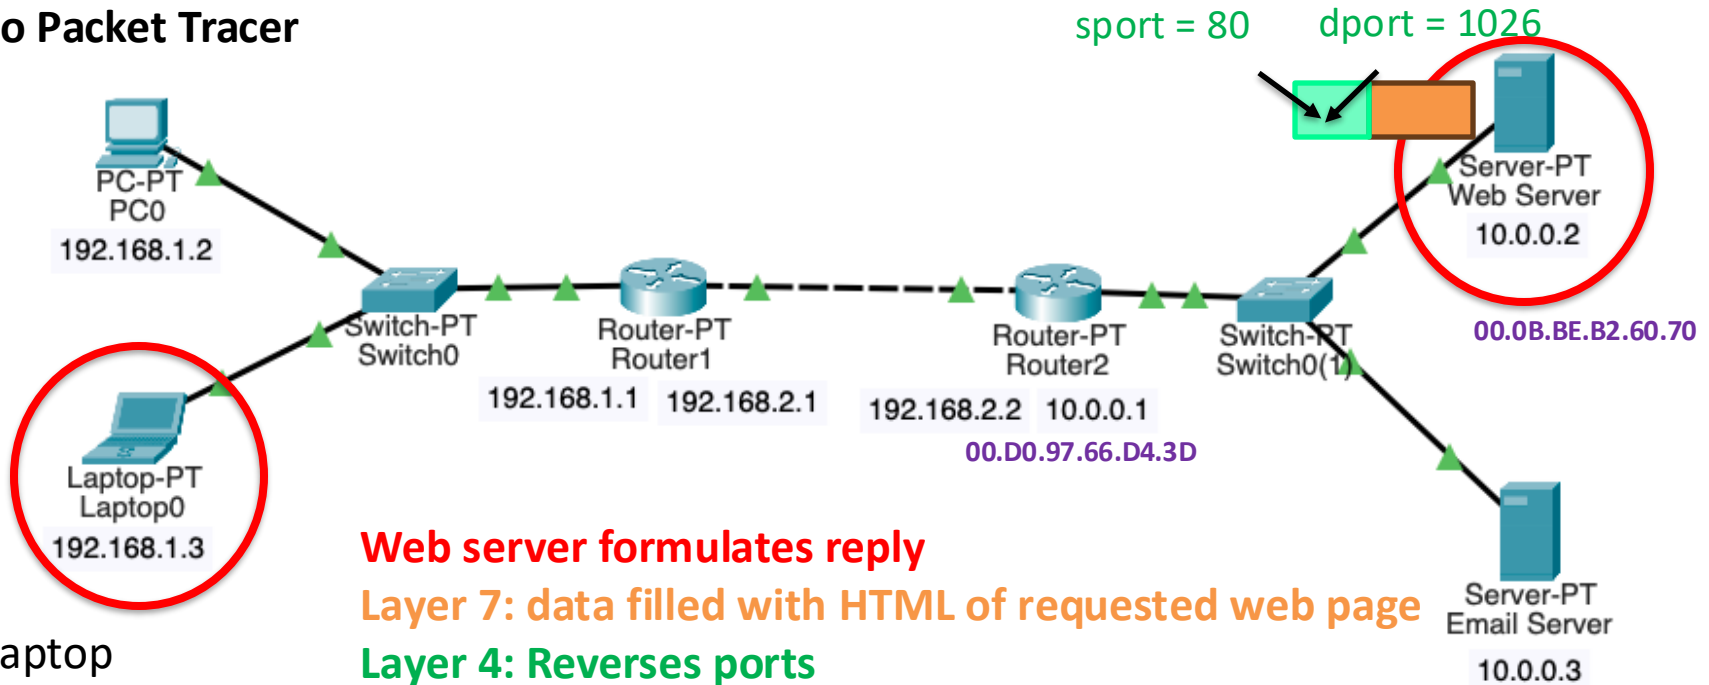 o Packet Tracer
sport = 80
dport = 1026
PC-PT
PC0
192.168.1.2
Server-PT
Web Server
10.0.0.2
00.0B.BE.B2.60.70
Switch-PT
Switch0
Router-PT
Router1
192.168.1.1
192.168.2.1
Router-PT
Router2
192.168.2.2
10.0.0.1
00.D0.97.66.D4.3D
Switch-PT
Switch0(1)
Laptop-PT
Laptop0
192.168.1.3
Web server formulates reply
Layer 7: data filled with HTML of requested web page
Layer 4: Reverses ports
Server-PT
Email Server
10.0.0.3
aptop